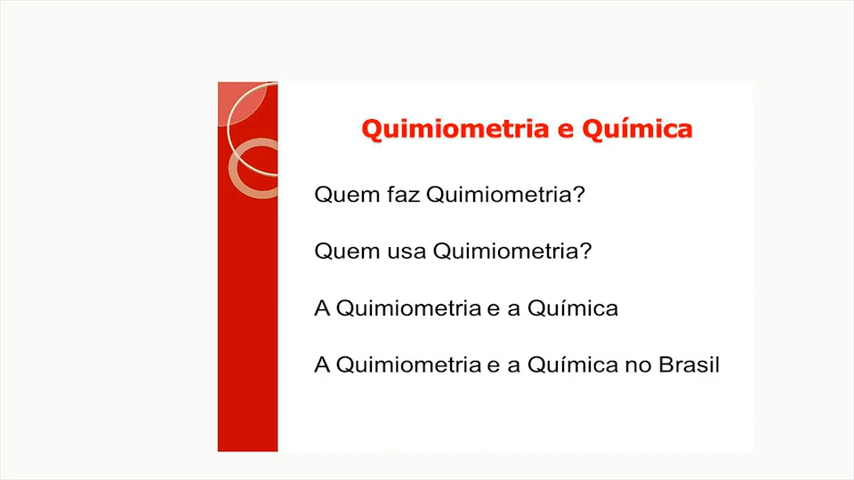 Quimiometria e Química
Quem faz Quimiometria?
Quem usa Quimiometria?
A Quimiometria e a Química
A Quimiometria e a Química no Brasil